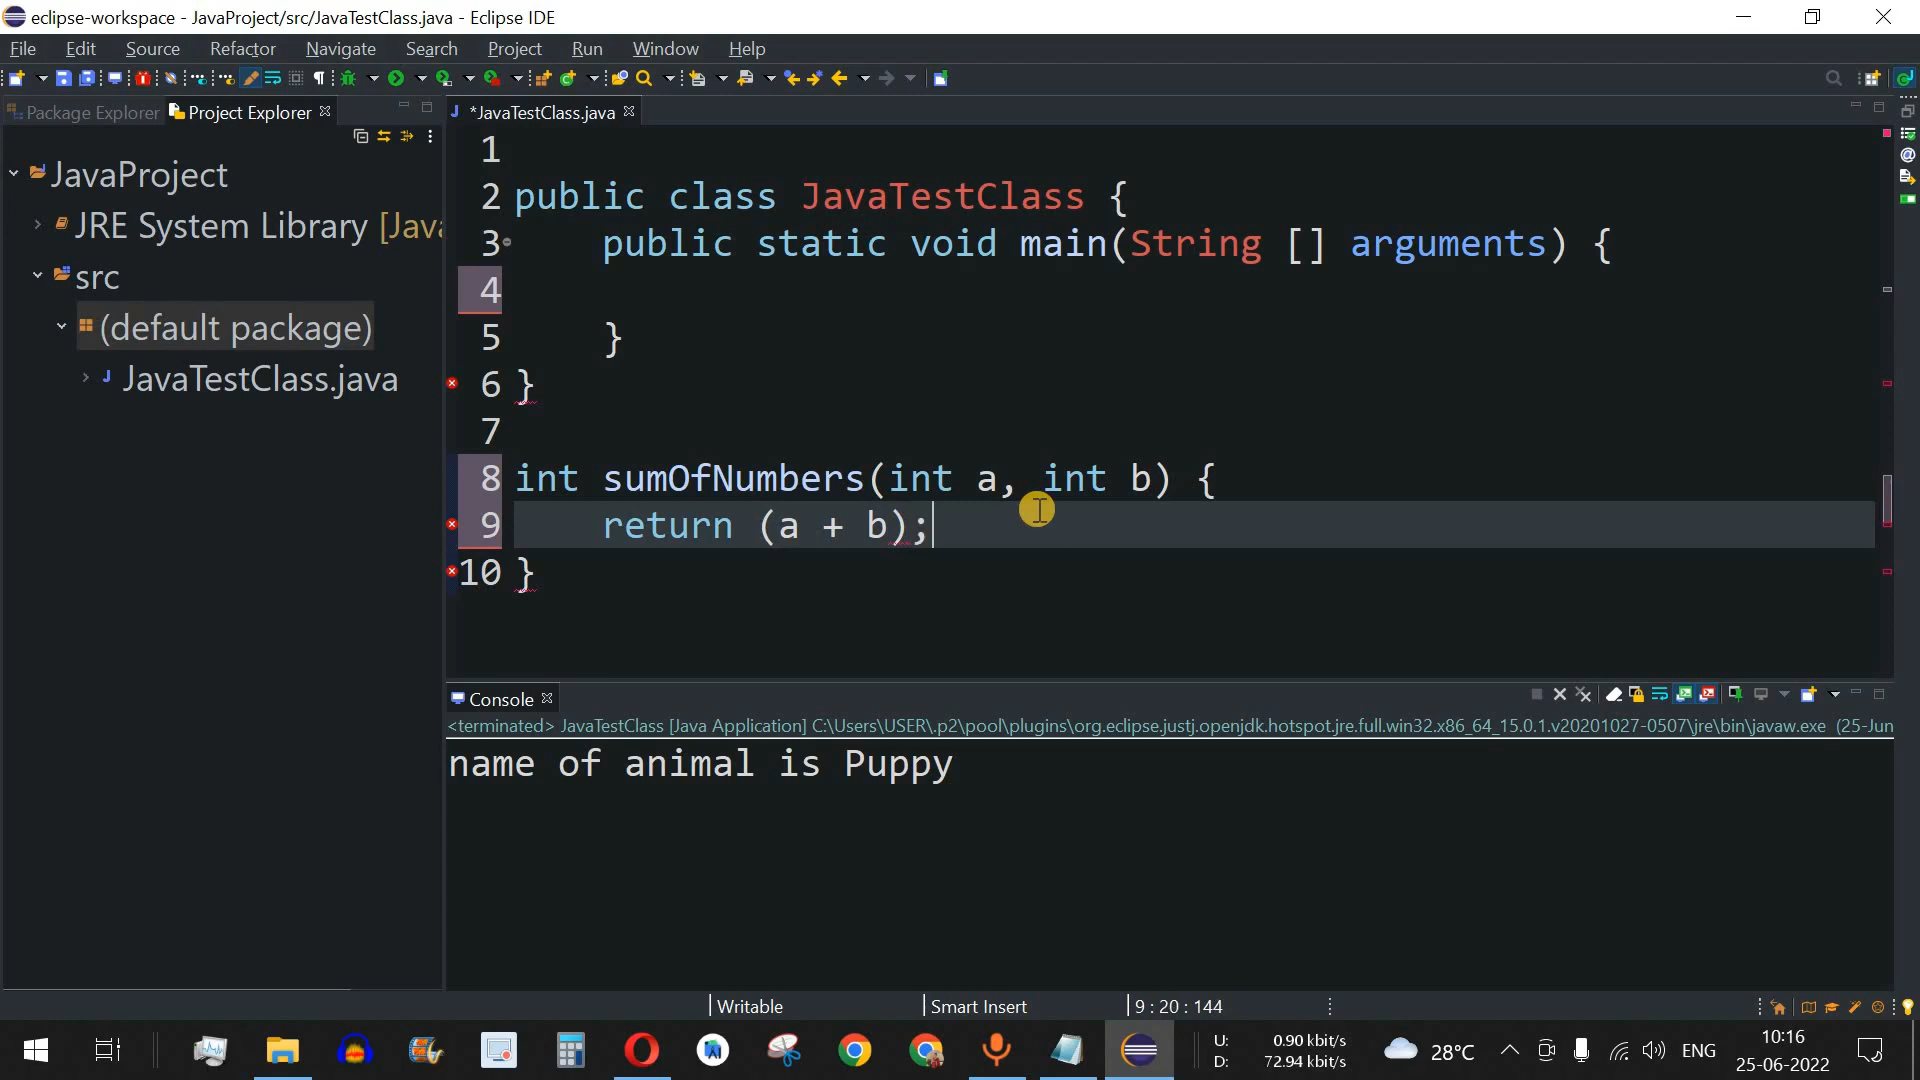 eclipse-workspace - JavaProject/src/JavaTestClass.java - Eclipse IDE
File Edit Source Refactor Navigate Search Project Run Window Help
Package Explorer Project Explorer *JavaTestClass.java
JavaProject
JRE System Library [Java
src
(default package)
JavaTestClass.java
1
2 public class JavaTestClass {
3 public static void main(String [] arguments) {
4
5 }
6 }
7
8 int sumOfNumbers(int a, int b) {
9 return (a + b);
10 }
Console
<terminated> JavaTestClass [Java Application] C:\Users\USER\.p2\pool\plugins\org.eclipse.justj.openjdk.hotspot.jre.full.win32.x86_64_15.0.1.v20201027-0507\jre\bin\javaw.exe (25-Jun
name of animal is Puppy
Writable Smart Insert 9 : 20 : 144
U: 0.90 kbit/s
D: 72.94 kbit/s
28°C
ENG
10:16
25-06-2022